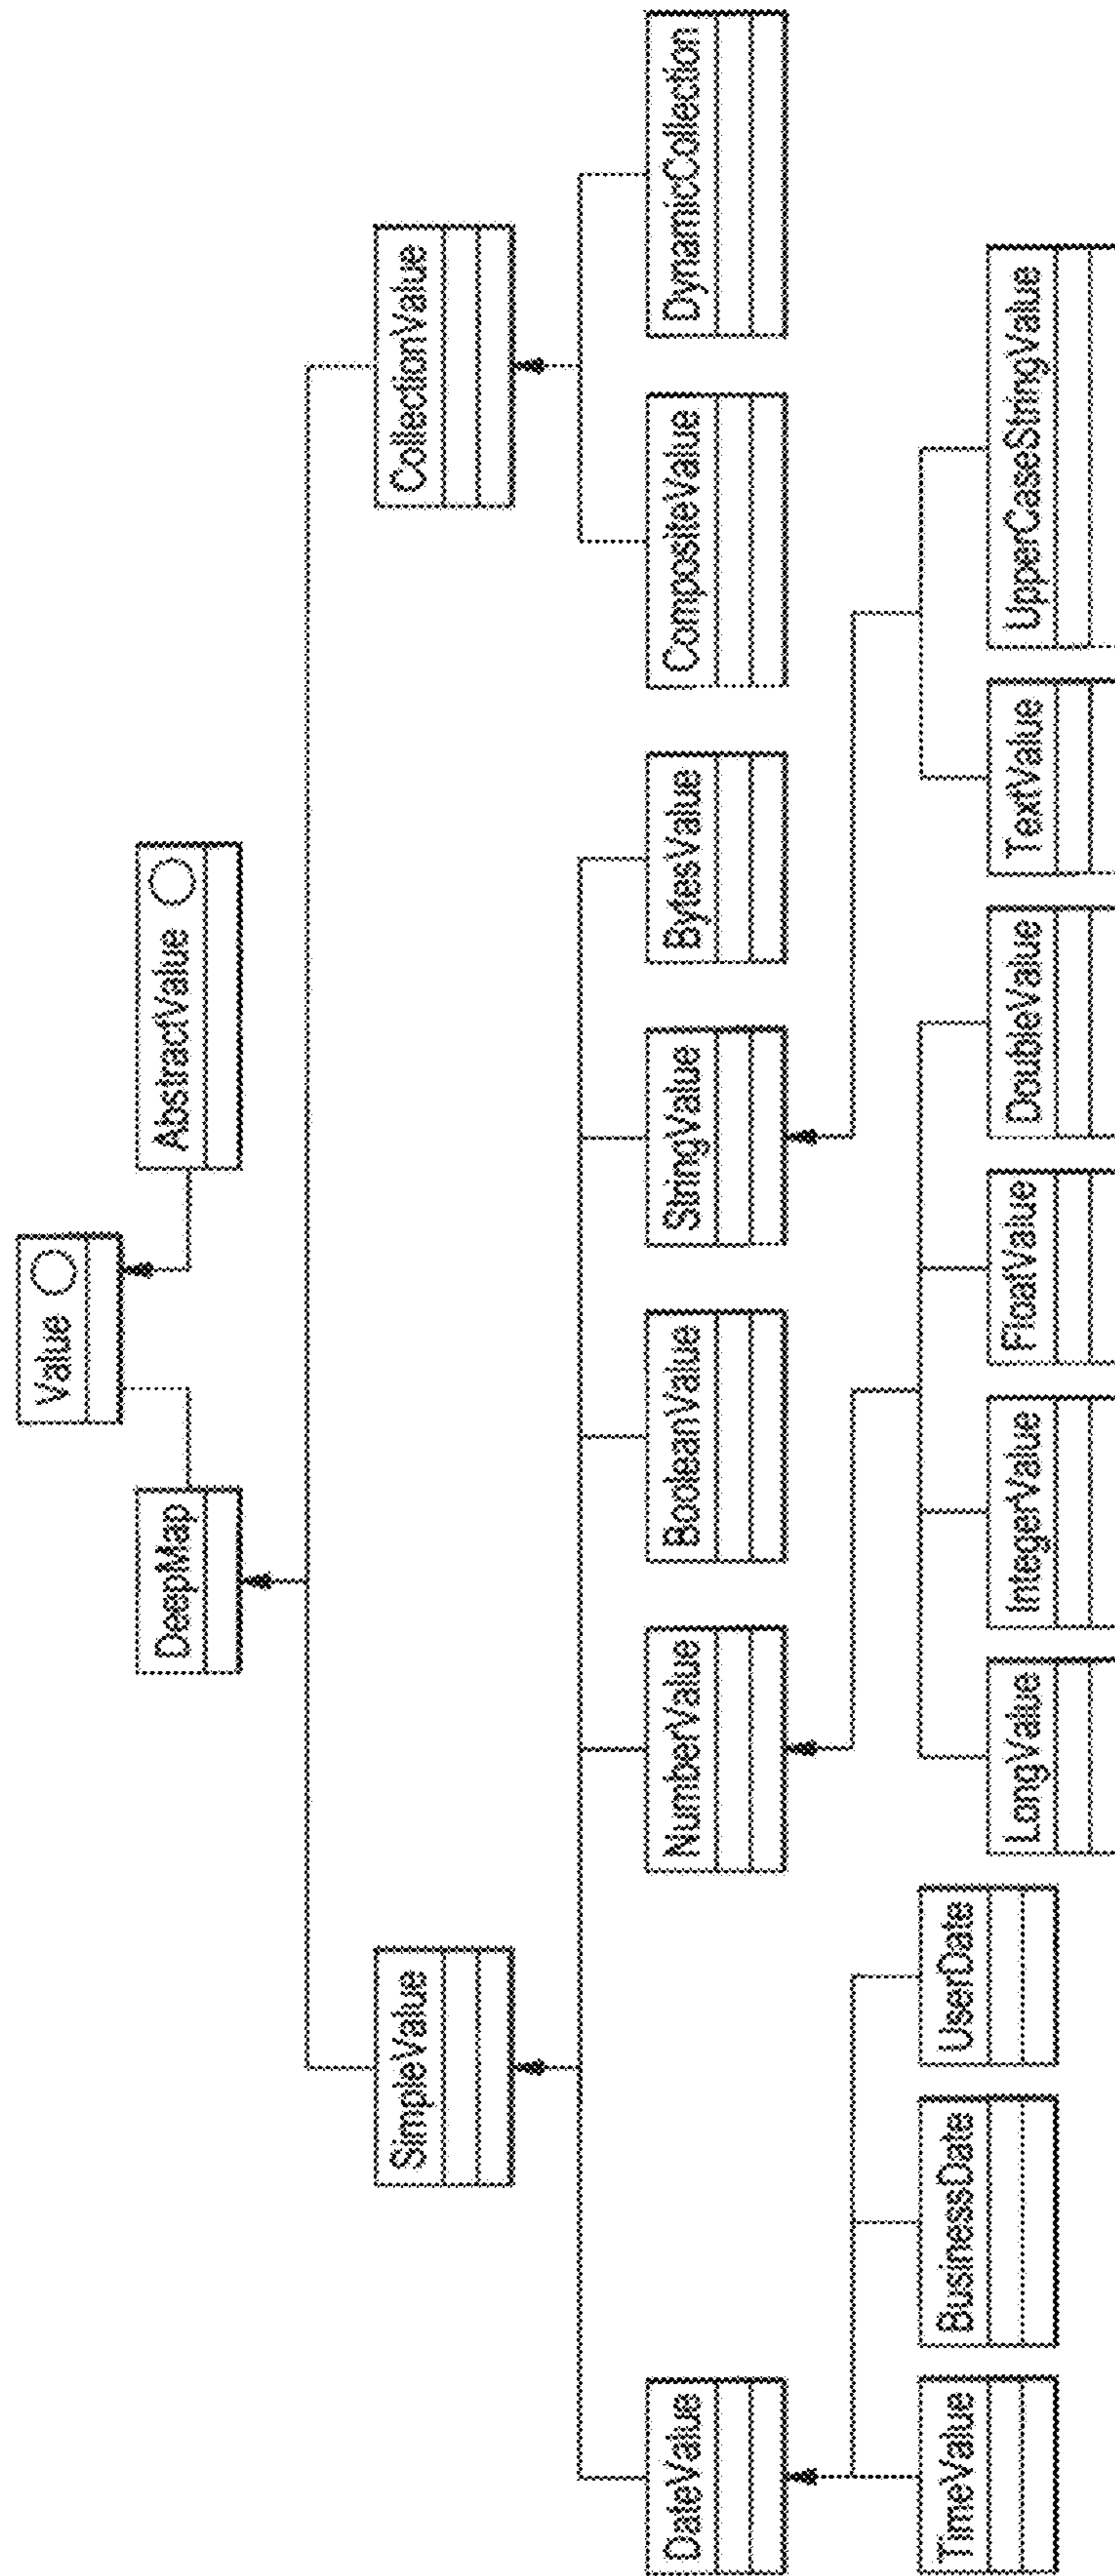 Value
DeepMap
AbstractValue
SimpleValue
CollectionValue
DateValue
NumberValue
BooleanValue
StringValue
BytesValue
CompositeValue
DynamicCollection
TimeValue
BusinessDate
UserDate
LongValue
IntegerValue
FloatValue
DoubleValue
TextValue
UpperCaseStringValue